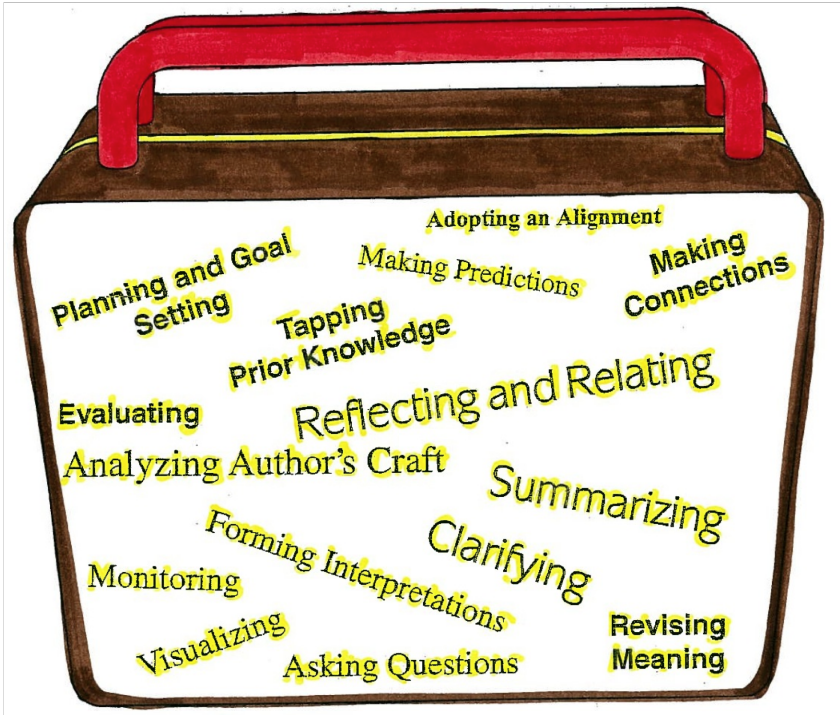 Adopting an Alignment
Planning and Goal
Setting
Making Predictions
Making
Connections
Tapping
Prior Knowledge
Evaluating
Reflecting and Relating
Analyzing Author's Craft
Summarizing
Forming Interpretations
Clarifying
Monitoring
Visualizing
Asking Questions
Revising
Meaning